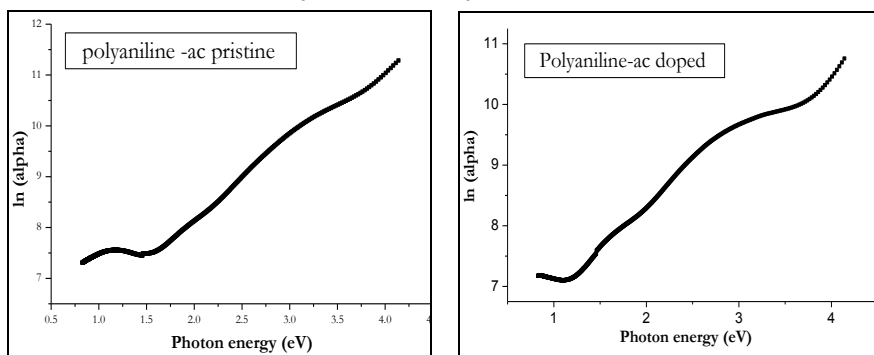 polyaniline -ac pristine
ln (alpha)
12
11
10
9
8
7
0.5 1.0 1.5 2.0 2.5 3.0 3.5 4.0 4
Photon energy (eV)
Polyaniline-ac doped
ln (alpha)
11
10
9
8
7
1 2 3 4
Photon energy (eV)